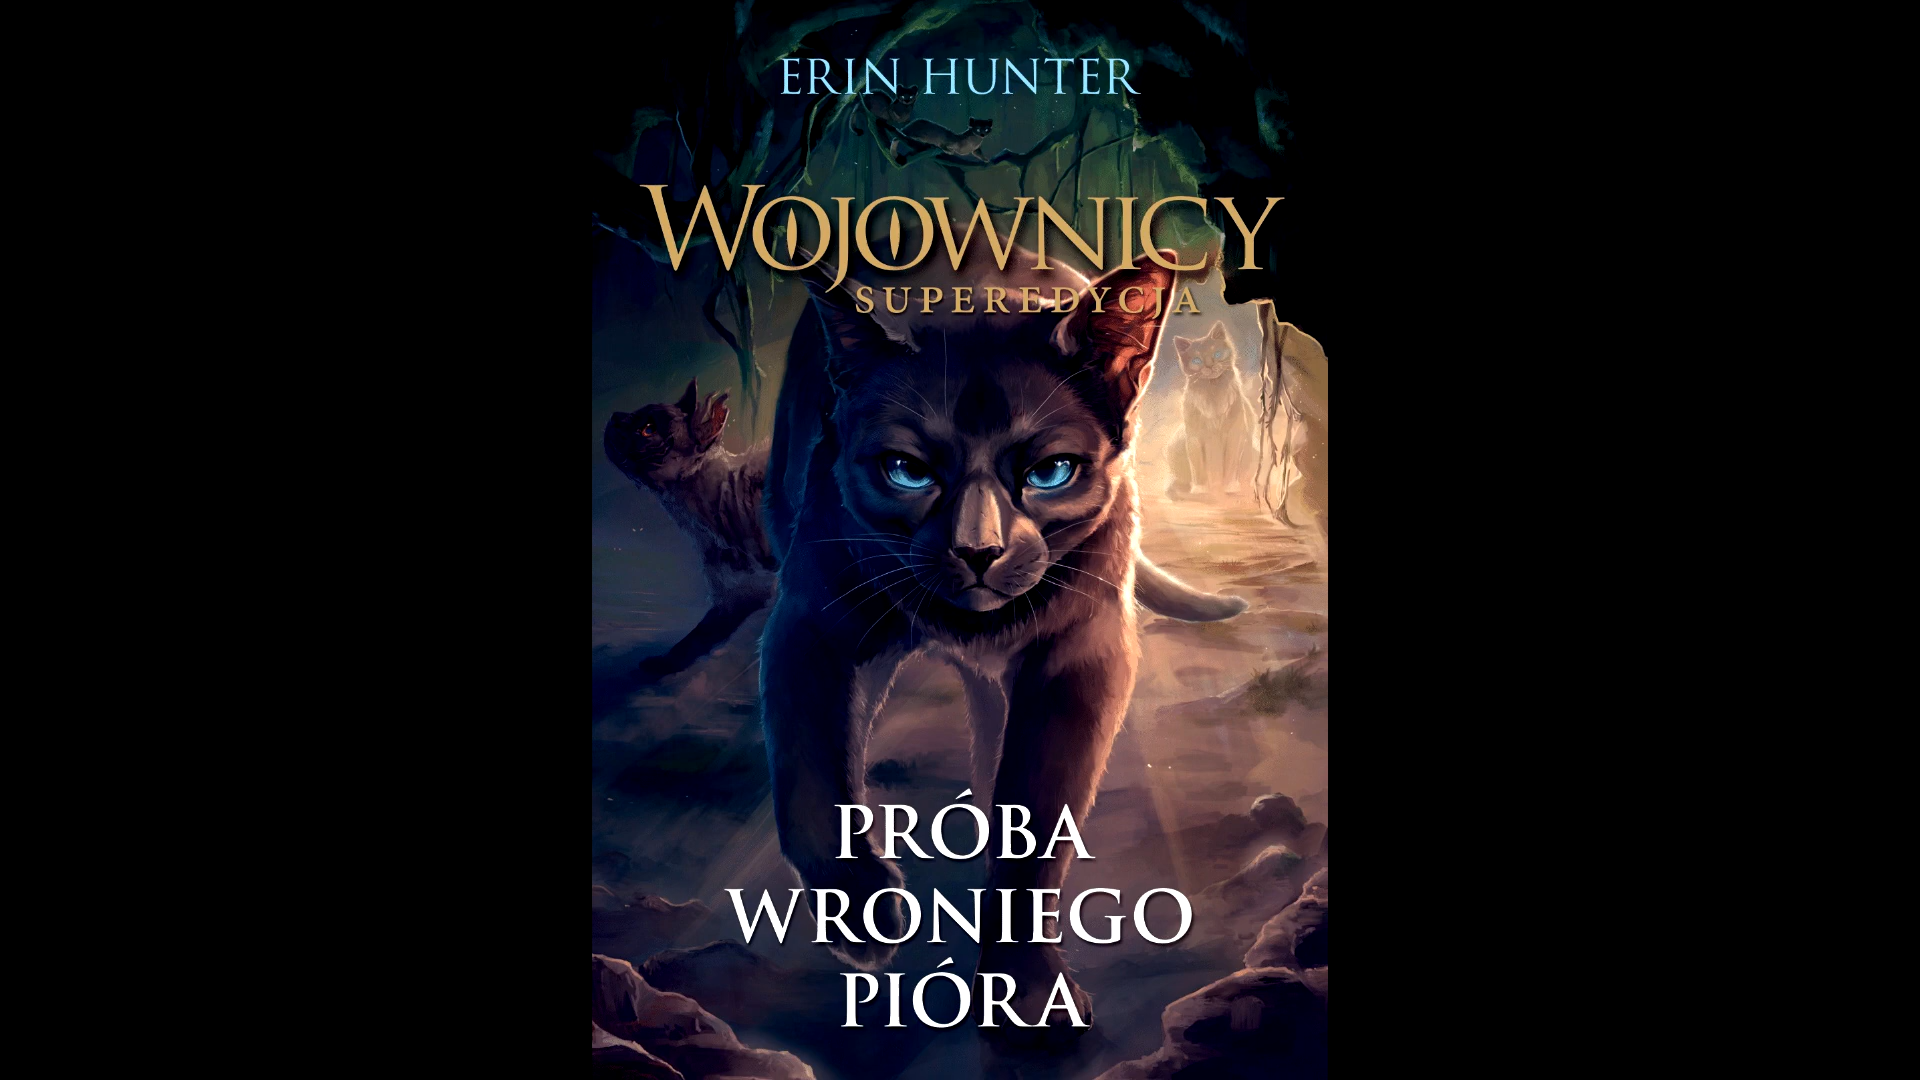 ERIN HUNTER
WOJOWNICY
SUPEREDYCJA
PRÓBA
WRONIEGO
PIÓRA